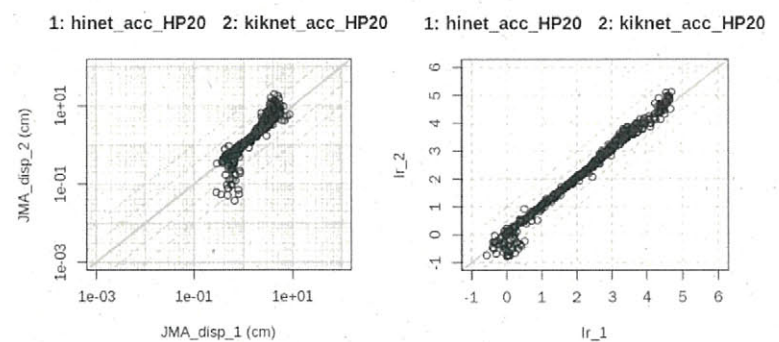 1: hinet_acc_HP20 2: kiknet_acc_HP20
1: hinet_acc_HP20 2: kiknet_acc_HP20
JMA_disp_2 (cm)
1e+01
1e-01
1e-03
1e-03 1e-01 1e+01
JMA_disp_1 (cm)
Ir_2
6
5
4
3
2
1
0
-1
-1 0 1 2 3 4 5 6
Ir_1